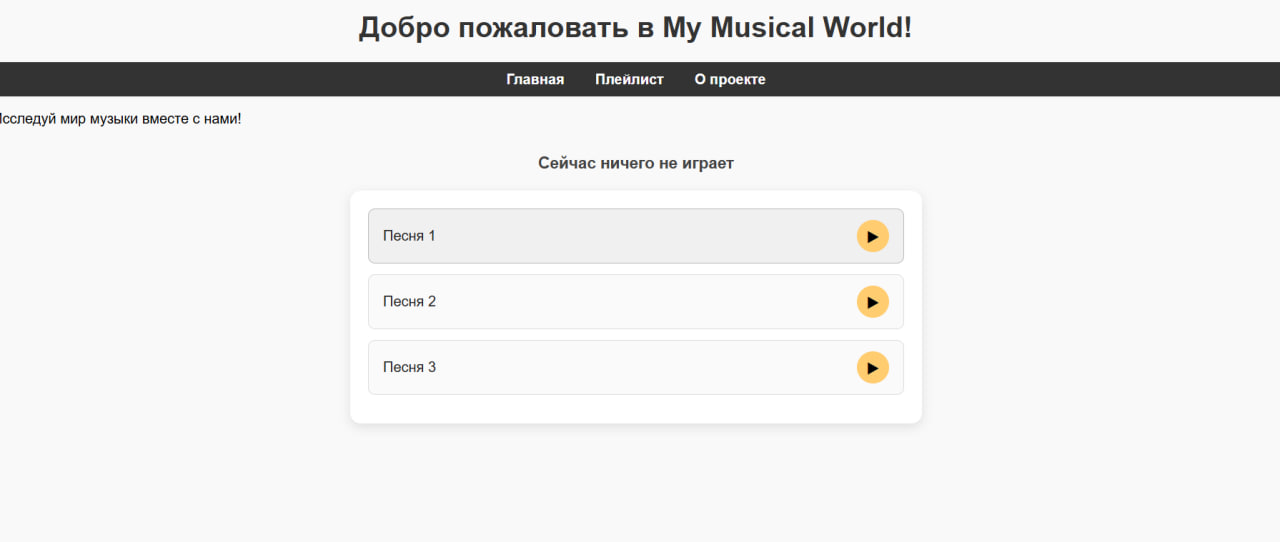 Добро пожаловать в My Musical World!
Главная Плейлист О проекте
Исследуй мир музыки вместе с нами!
Сейчас ничего не играет
Песня 1
Песня 2
Песня 3